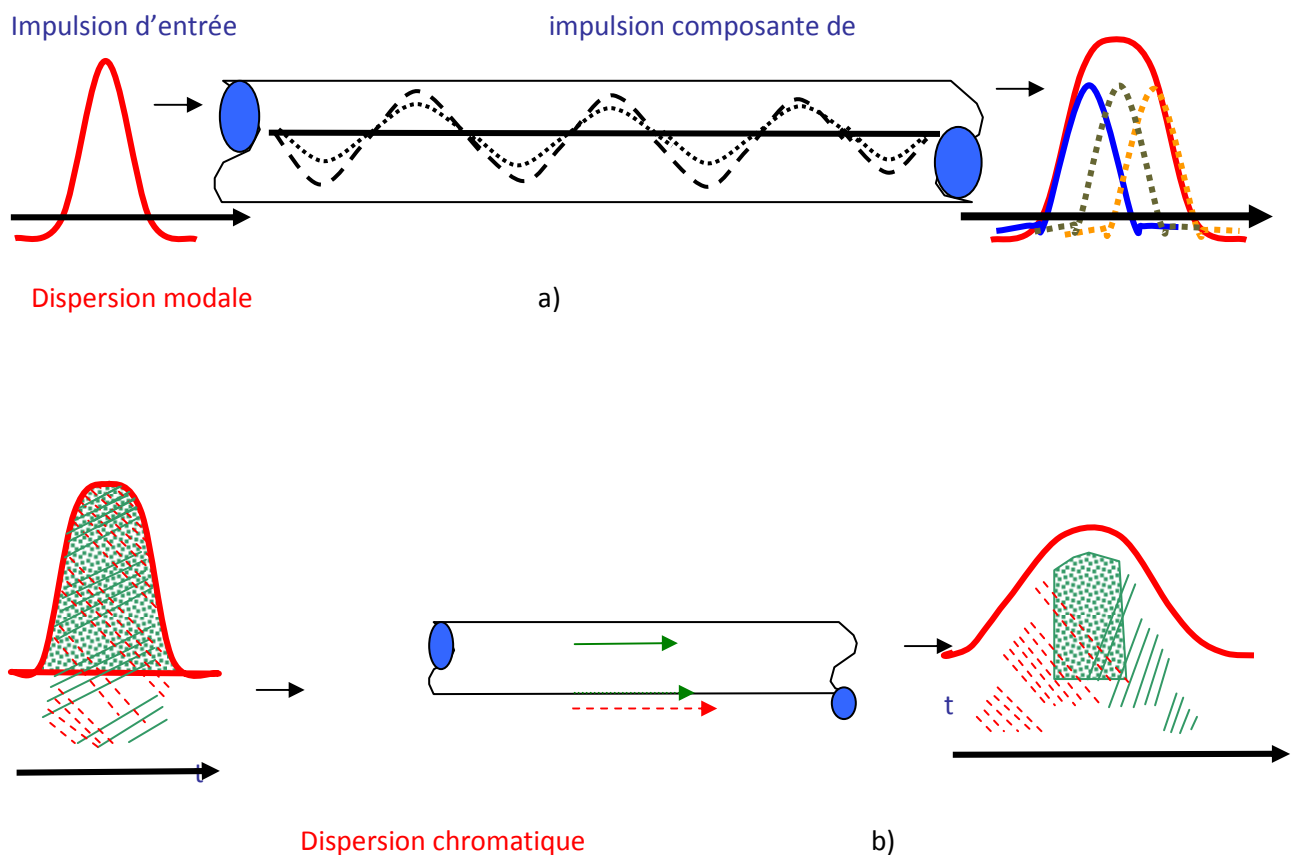 Impulsion d'entrée
impulsion composante de
Dispersion modale
a)
t
t
Dispersion chromatique
b)